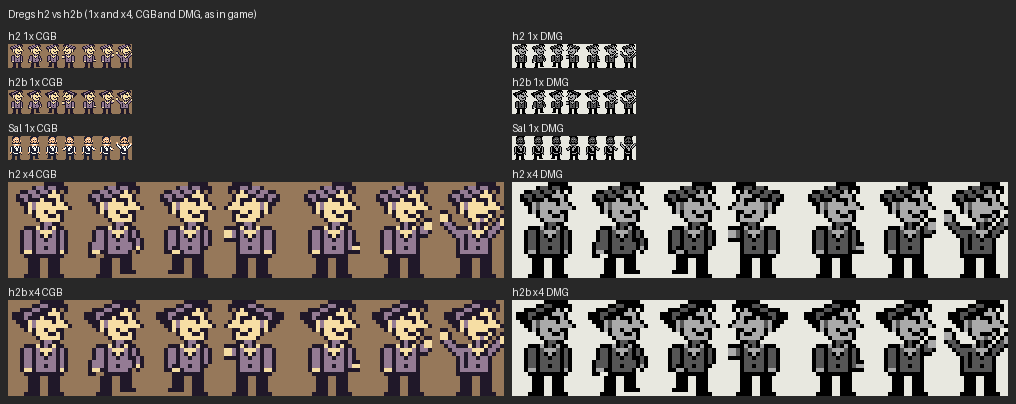 Dregs h2 vs h2b (1x and x4, CGB and DMG, as in game)
h2 1x CGB
h2 1x DMG
h2b 1x CGB
h2b 1x DMG
Sal 1x CGB
Sal 1x DMG
h2 x4 CGB
h2 x4 DMG
h2b x4 CGB
h2b x4 DMG